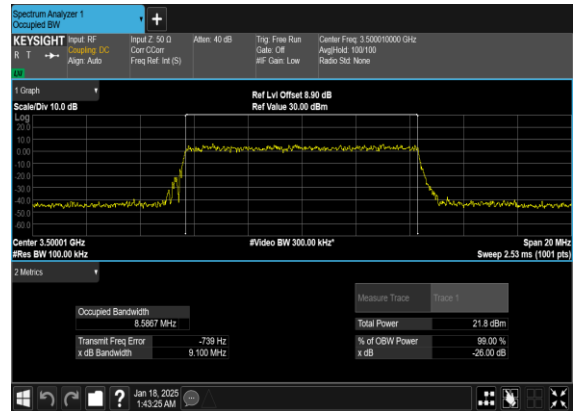 Spectrum Analyzer 1
Occupied BW
+
KEYSIGHT Input: RF Input Z: 50 Ω Atten: 40 dB Trig: Free Run Center Freq: 3.500010000 GHz
R T Coupling: DC Corr CCorr Gate: Off Avg|Hold: 100/100
Align: Auto Freq Ref: Int (S) #IF Gain: Low Radio Std: None
1 Graph
Ref Lvl Offset 8.90 dB
Scale/Div 10.0 dB Ref Value 30.00 dBm
Log
20.0
10.0
0.00
-10.0
-20.0
-30.0
-40.0
-50.0
-60.0
Center 3.50001 GHz #Video BW 300.00 kHz* Span 20 MHz
#Res BW 100.00 kHz Sweep 2.53 ms (1001 pts)
2 Metrics
Measure Trace Trace 1
Occupied Bandwidth
8.5867 MHz Total Power 21.8 dBm
Transmit Freq Error -739 Hz % of OBW Power 99.00 %
x dB Bandwidth 9.100 MHz x dB -26.00 dB
? Jan 18, 2025
1:43:25 AM